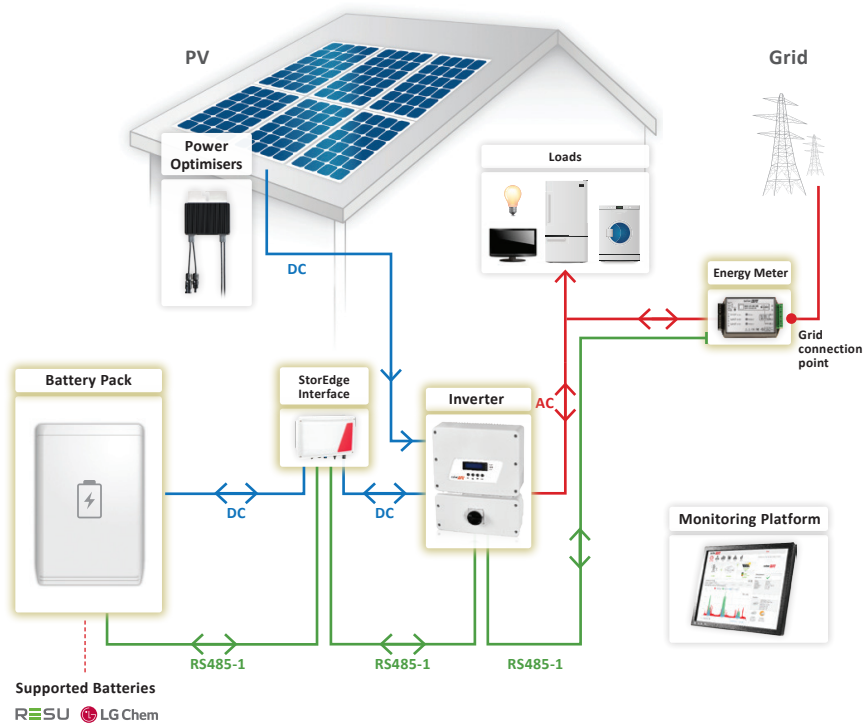 PV
Grid
Power
Optimisers
Loads
DC
Energy Meter
Grid
connection
point
Battery Pack
StorEdge
Interface
Inverter
AC
DC
DC
Monitoring Platform
RS485-1
RS485-1
RS485-1
Supported Batteries
RESU
LG Chem